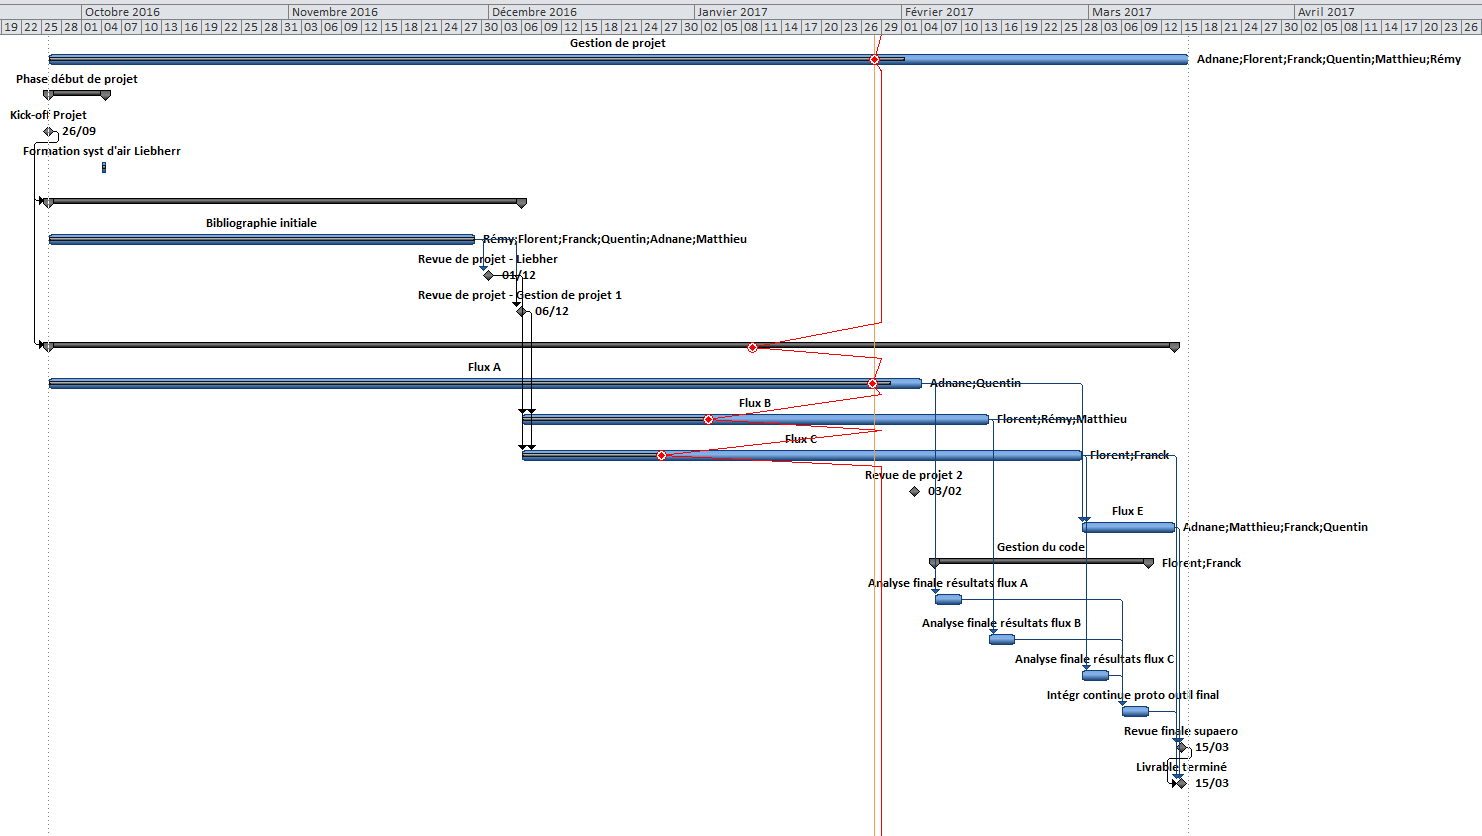 Octobre 2016 Novembre 2016 Décembre 2016 Janvier 2017 Février 2017 Mars 2017 Avril 2017
19 22 25 28 01 04 07 10 13 16 19 22 25 28 31 03 06 09 12 15 18 21 24 27 30 03 06 09 12 15 18 21 24 27 30 02 05 08 11 14 17 20 23 26 29 01 04 07 10 13 16 19 22 25 28 03 06 09 12 15 18 21 24 27 30 02 05 08 11 14 17 20 23 26
Gestion de projet
Adnane;Florent;Franck;Quentin;Matthieu;Rémy
Phase début de projet
Kick-off Projet
26/09
Formation syst d'air Liebherr
Bibliographie initiale
Rémy;Florent;Franck;Quentin;Adnane;Matthieu
Revue de projet - Liebher
01/12
Revue de projet - Gestion de projet 1
06/12
Flux A
Adnane;Quentin
Flux B
Florent;Rémy;Matthieu
Flux C
Florent;Franck
Revue de projet 2
03/02
Flux E
Adnane;Matthieu;Franck;Quentin
Gestion du code
Florent;Franck
Analyse finale résultats flux A
Analyse finale résultats flux B
Analyse finale résultats flux C
Intégr continue proto outil final
Revue finale supaero
15/03
Livrable terminé
15/03